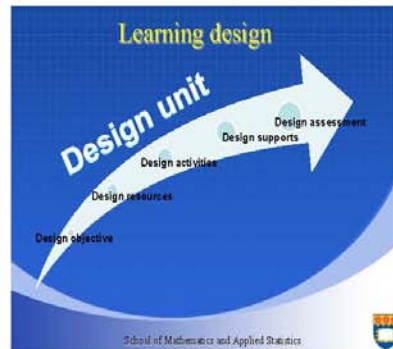 Learning design
Design unit
Design assessment
Design supports
Design activities
Design resources
Design objective
School of Mathematics and Applied Statistics